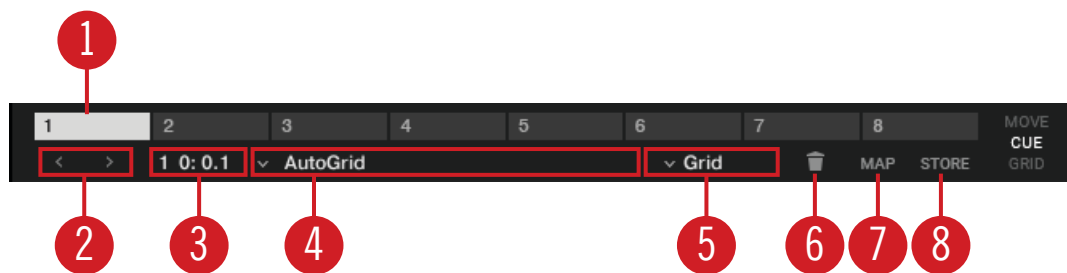 1
1 2 3 4 5 6 7 8 MOVE
CUE
< > 1 0: 0.1 AutoGrid Grid MAP STORE GRID
2 3 4 5 6 7 8